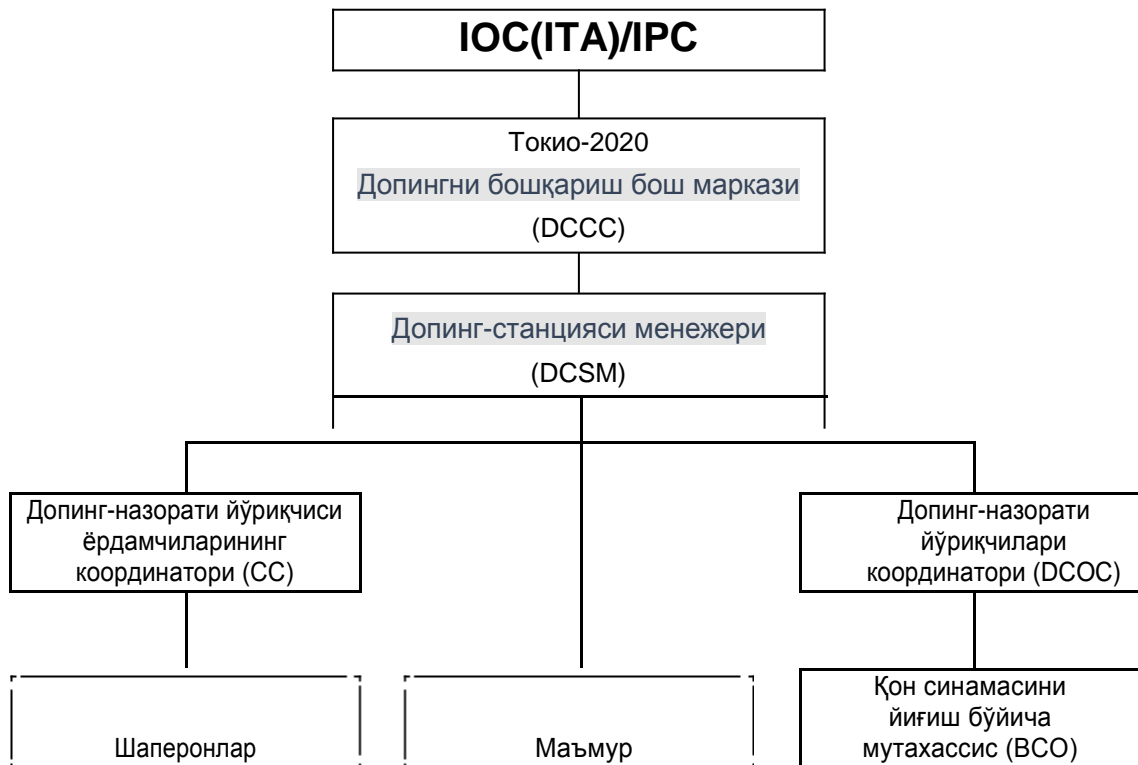 IOC(ITA)/IPC
Токио-2020
Допингни бошқариш бош маркази
(DCCC)
Допинг-станцияси менежери
(DCSM)
Допинг-назорати йўриқчиси
ёрдамчиларининг
координатори (CC)
Допинг-назорати
йўриқчилари
координатори (DCOC)
Шаперонлар
Маъмур
Қон синамасини
йиғиш бўйича
мутахассис (BCO)